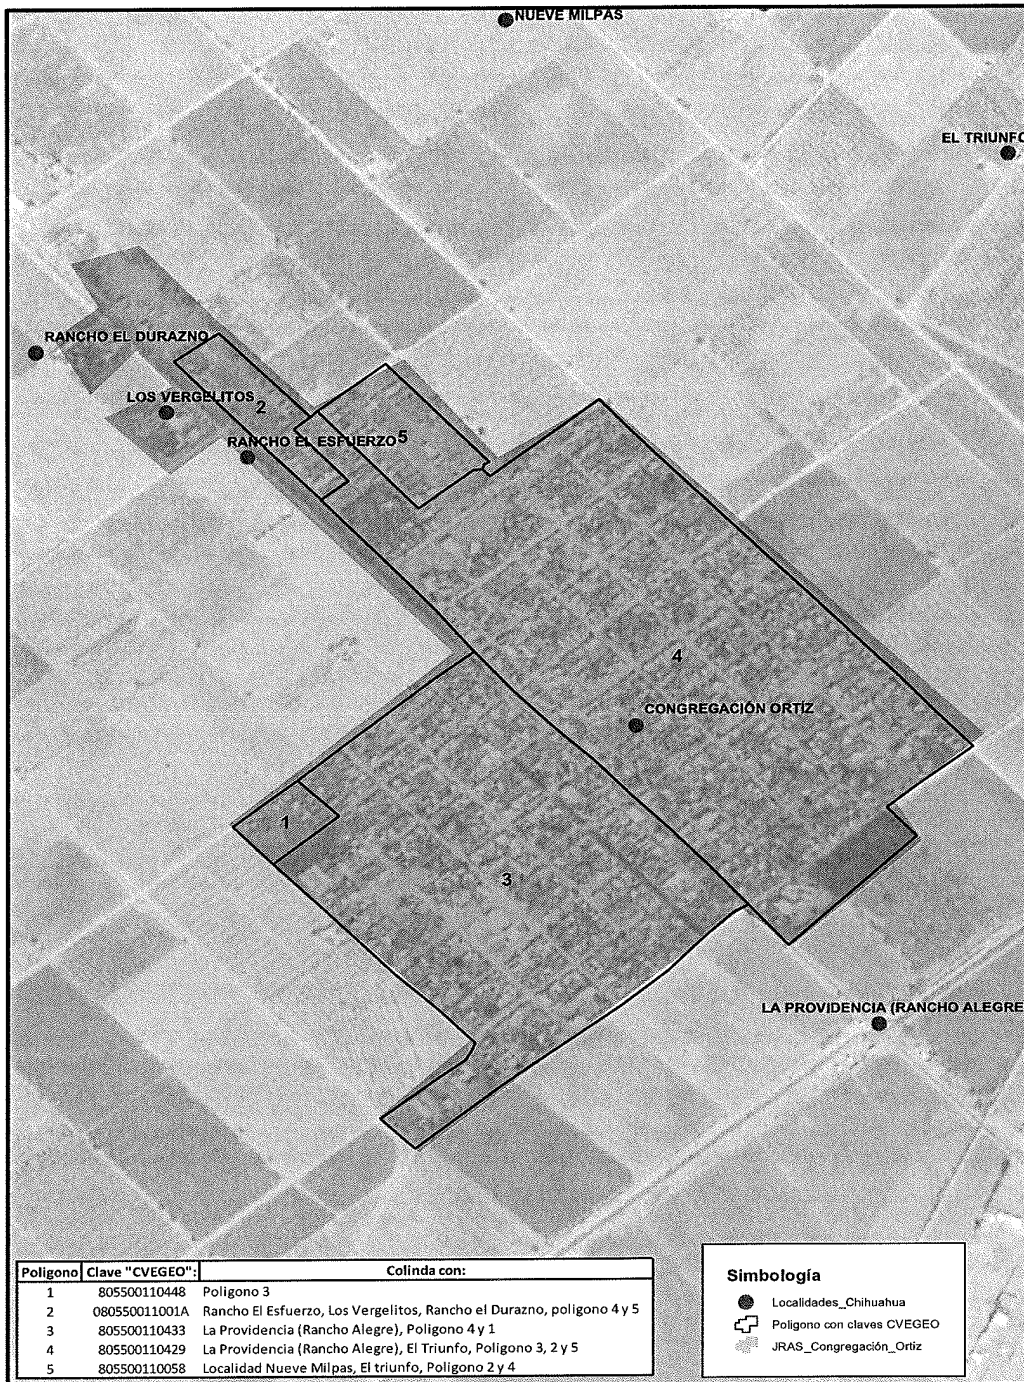 NUEVE MILPAS
EL TRIUNFO
RANCHO EL DURAZNO
LOS VERGELITOS
2
RANCHO EL ESFUERZO
5
4
CONGREGACIÓN ORTÍZ
1
3
LA PROVIDENCIA (RANCHO ALEGRE
Poligono Clave "CVEGEO": Colinda con:
1 805500110448 Poligono 3
2 080550011001A Rancho El Esfuerzo, Los Vergelitos, Rancho el Durazno, poligono 4 y 5
3 805500110433 La Providencia (Rancho Alegre), Poligono 4 y 1
4 805500110429 La Providencia (Rancho Alegre), El Triunfo, Poligono 3, 2 y 5
5 805500110058 Localidad Nueve Milpas, El triunfo, Poligono 2 y 4
Simbología
Localidades_Chihuahua
Poligono con claves CVEGEO
JRAS_Congregación_Ortiz